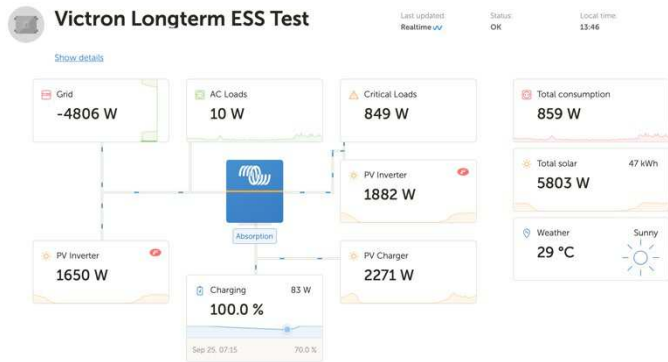 Victron Longterm ESS Test
Last updated:
Realtime
Status:
OK
Local time:
13:46
Show details
Grid
-4806 W
AC Loads
10 W
Critical Loads
849 W
Total consumption
859 W
PV Inverter
1882 W
Total solar 47 kWh
5803 W
Absorption
PV Inverter
1650 W
PV Charger
2271 W
Weather Sunny
29 °C
Charging 83 W
100.0 %
Sep 25. 07:15 70.0 %